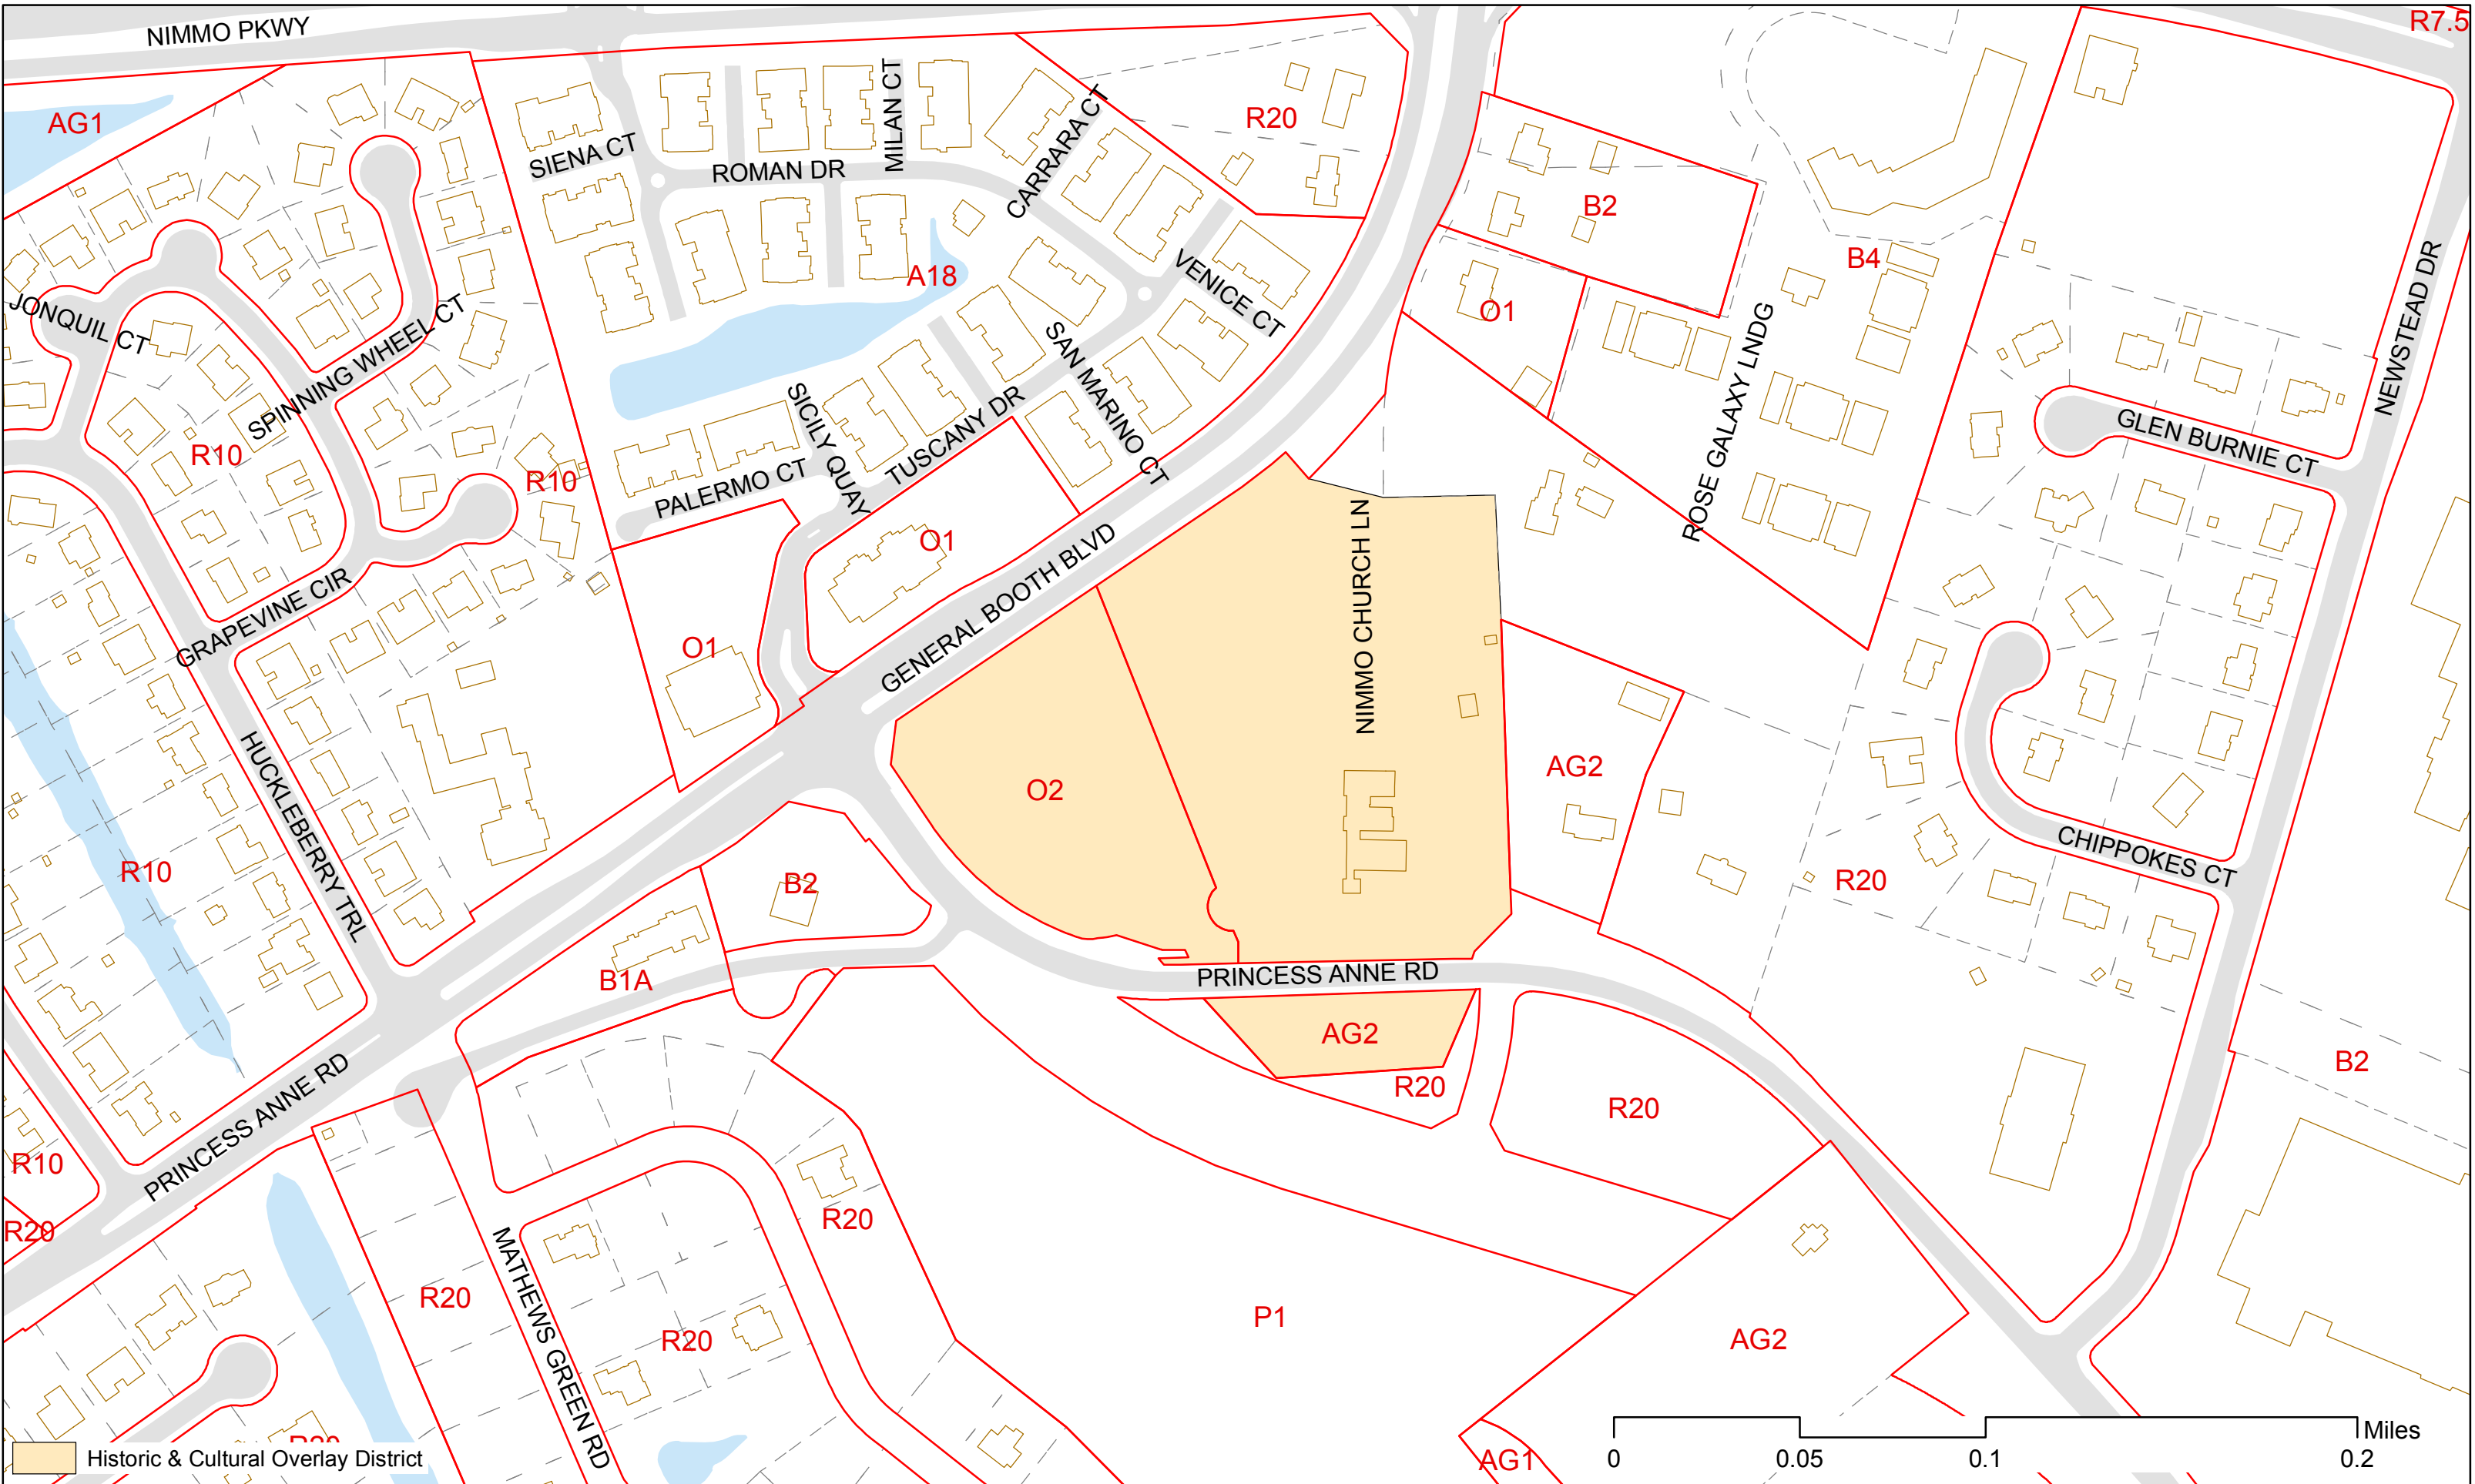 NIMMO PKWY
R7.5
AG1
SIENA CT
ROMAN DR
MILAN CT
CARRARA CT
R20
B2
B4
A18
VENICE CT
O1
JONQUIL CT
SPINNING WHEEL CT
SAN MARINO CT
SICILY QUAY
TUSCANY DR
PALERMO CT
ROSE GALAXY LNDG
NEWSTEAD DR
GLEN BURNIE CT
R10
R10
O1
GENERAL BOOTH BLVD
NIMMO CHURCH LN
GRAPEVINE CIR
O1
HUCKLEBERRY TRL
O2
AG2
CHIPPOKES CT
R10
B2
R20
B1A
PRINCESS ANNE RD
AG2
R20
R20
B2
PRINCESS ANNE RD
R10
R20
R20
MATHEWS GREEN RD
R20
R20
P1
AG2
R20
AG1
Historic & Cultural Overlay District
Miles
0 0.05 0.1 0.2